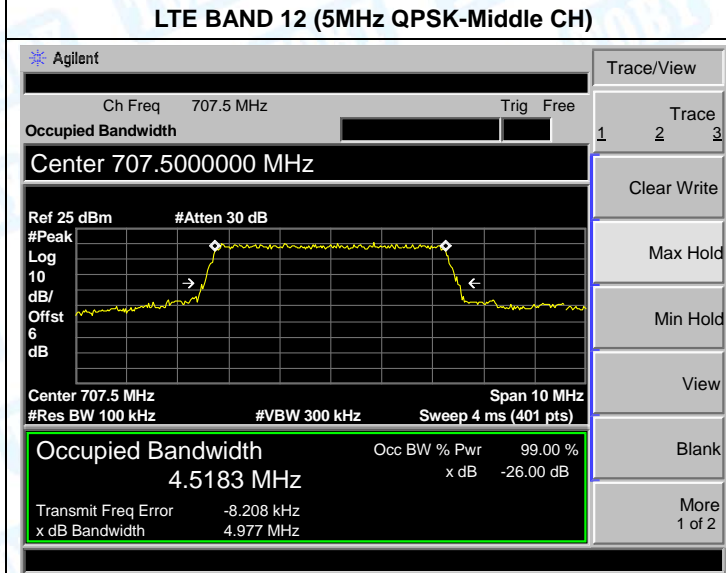 LTE BAND 12 (5MHz QPSK-Middle CH)
Agilent
Trace/View
Ch Freq 707.5 MHz Trig Free
Occupied Bandwidth
Trace
1 2 3
Center 707.5000000 MHz
Clear Write
Ref 25 dBm #Atten 30 dB
#Peak
Log
10
dB/
Offst
6
dB
Max Hold
Min Hold
Center 707.5 MHz Span 10 MHz
#Res BW 100 kHz #VBW 300 kHz Sweep 4 ms (401 pts)
View
Occupied Bandwidth
4.5183 MHz
Occ BW % Pwr 99.00 %
x dB -26.00 dB
Transmit Freq Error -8.208 kHz
x dB Bandwidth 4.977 MHz
Blank
More
1 of 2